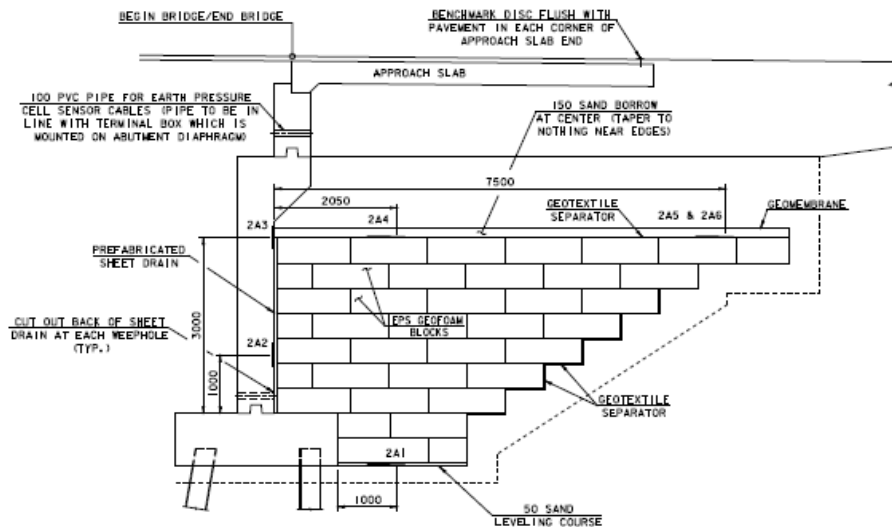 BEGIN BRIDGE/END BRIDGE
BENCHMARK DISC FLUSH WITH
PAVEMENT IN EACH CORNER OF
APPROACH SLAB END
APPROACH SLAB
100 PVC PIPE FOR EARTH PRESSURE
CELL SENSOR CABLES (PIPE TO BE IN
LINE WITH TERMINAL BOX WHICH IS
MOUNTED ON ABUTMENT DIAPHRAGM)
150 SAND BORROW
AT CENTER (TAPER TO
NOTHING NEAR EDGES)
7500
2050
GEOTEXTILE
SEPARATOR
2A5 & 2A6
GEOMEMBRANE
2A3
2A4
PREFABRICATED
SHEET DRAIN
3000
EPS GEOFOAM
BLOCKS
CUT OUT BACK OF SHEET
DRAIN AT EACH WEEPHOLE
(TYP.)
2A2
1000
GEOTEXTILE
SEPARATOR
2A1
1000
50 SAND
LEVELING COURSE